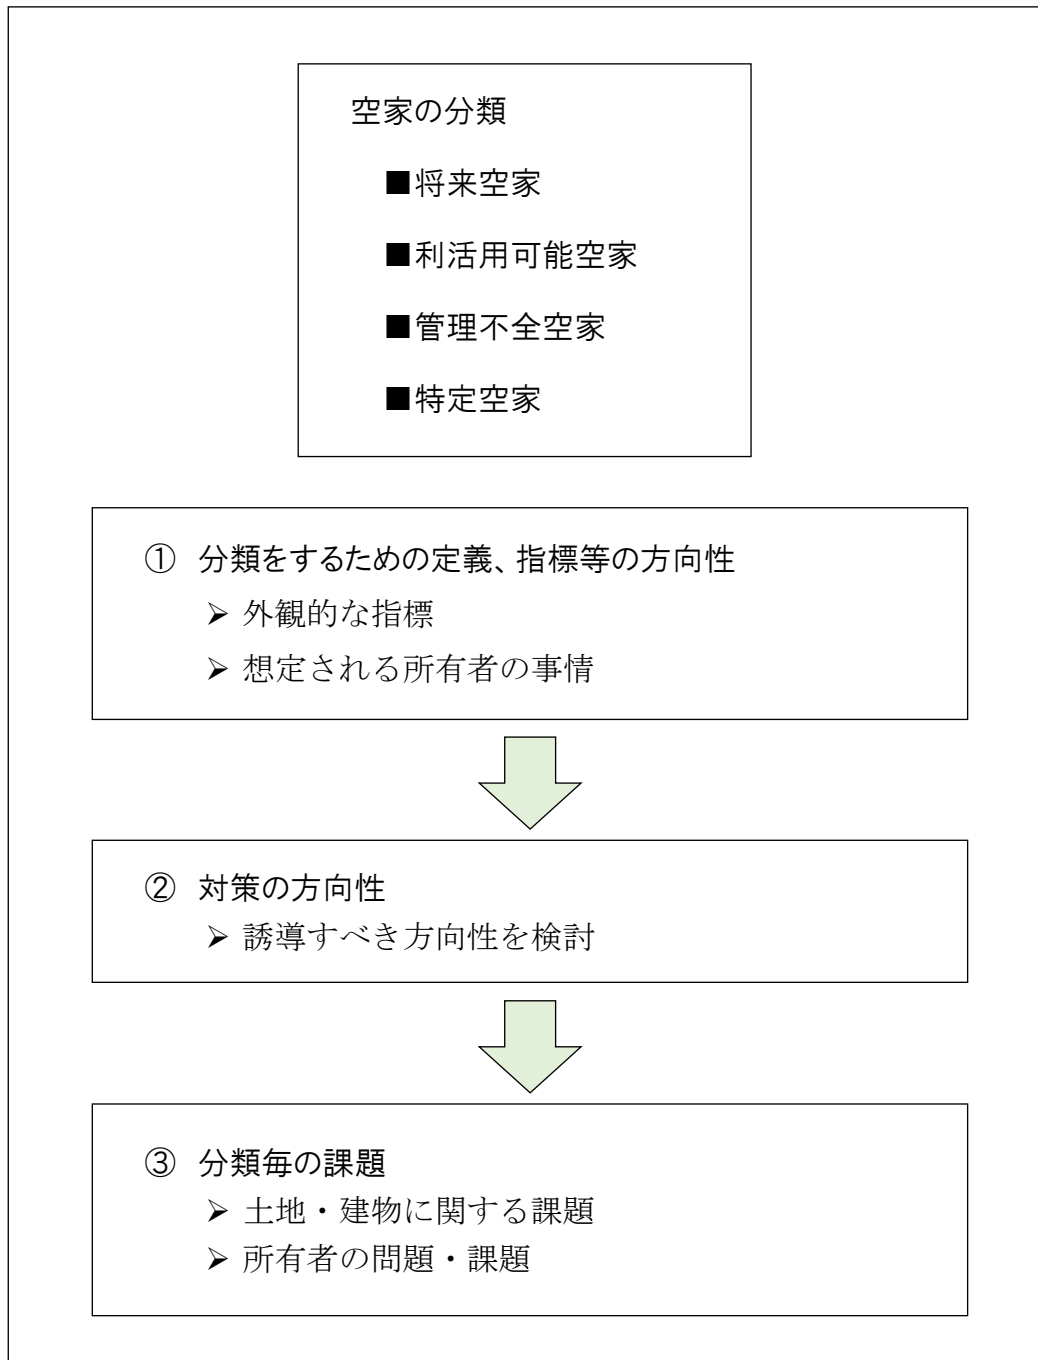 空家の分類
■将来空家
■利活用可能空家
■管理不全空家
■特定空家
① 分類をするための定義、指標等の方向性
➢ 外観的な指標
➢ 想定される所有者の事情
② 対策の方向性
➢ 誘導すべき方向性を検討
③ 分類毎の課題
➢ 土地・建物に関する課題
➢ 所有者の問題・課題